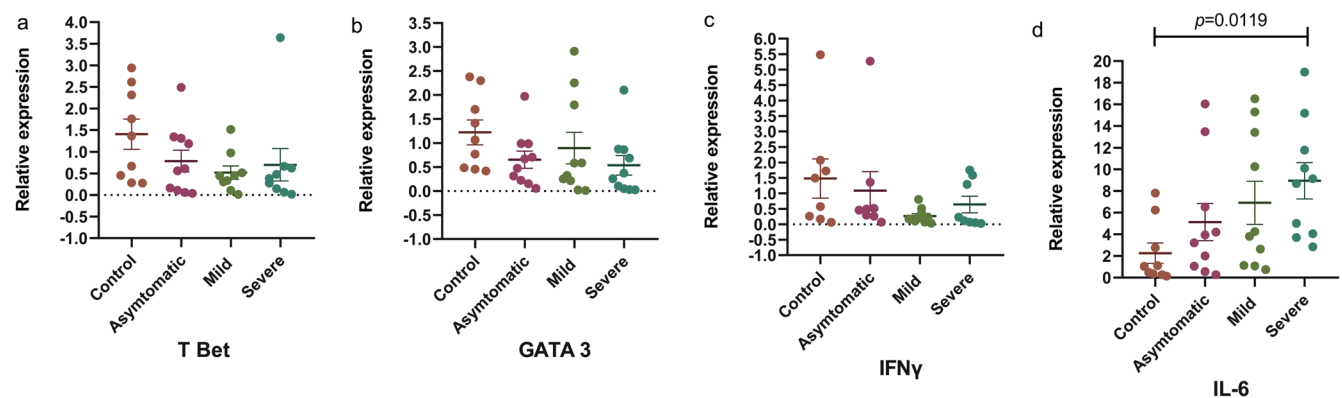 a
Relative expression
4.0
3.5
3.0
2.5
2.0
1.5
1.0
0.5
0.0
0.5
1.0
Control
Asymtomatic
Mild
Severe
T Bet
b
Relative expression
3.5
3.0
2.5
2.0
1.5
1.0
0.5
0.0
0.5
-1.0
Control
Asymtomatic
Mild
Severe
GATA 3
c
Relative expression
6.0
5.5
5.0
4.5
4.0
3.5
3.0
2.5
2.0
1.5
1.0
0.5
0.0
-0.5
-1.0
Control
Asymtomatic
Mild
Severe
IFNγ
d
p=0.0119
Relative expression
20
18
16
14
12
10
8
6
4
2
0
Control
Asymtomatic
Mild
Severe
IL-6